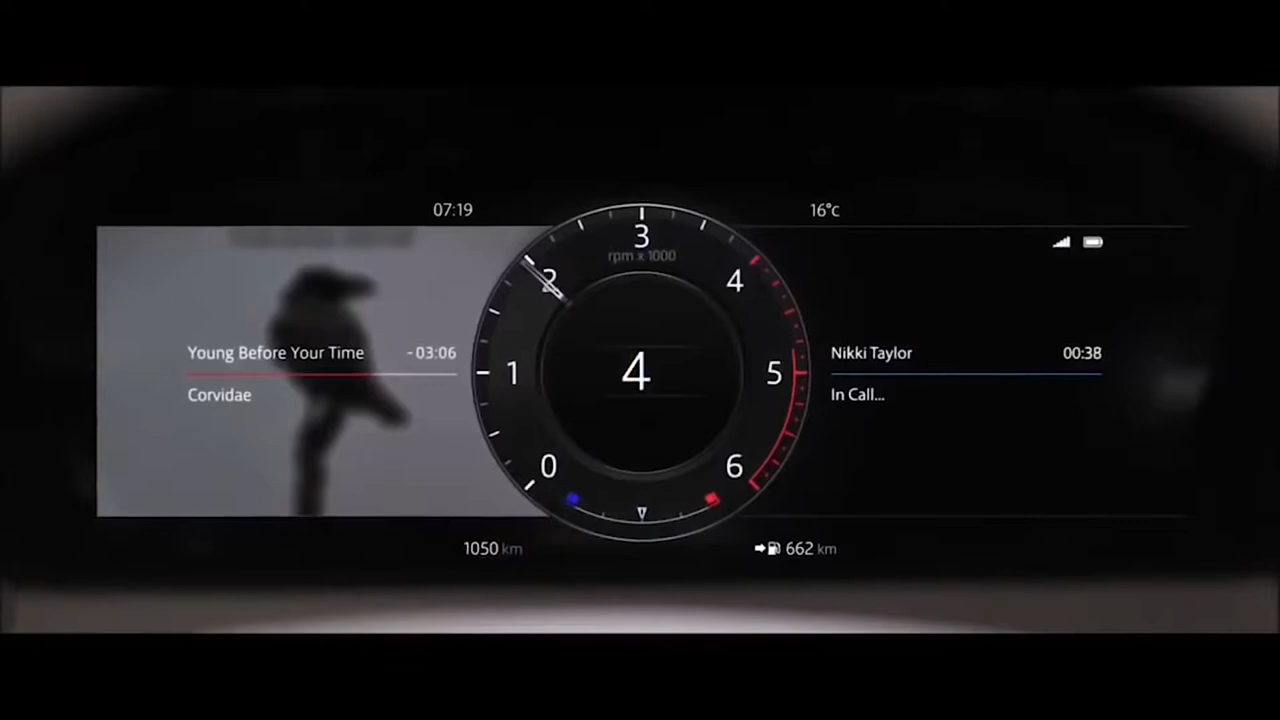 07:19
16°C
3
rpm x 1000
2
4
Young Before Your Time
-03:06
Nikki Taylor
00:38
1
4
5
Corvidae
In Call...
0
6
1050 km
662 km